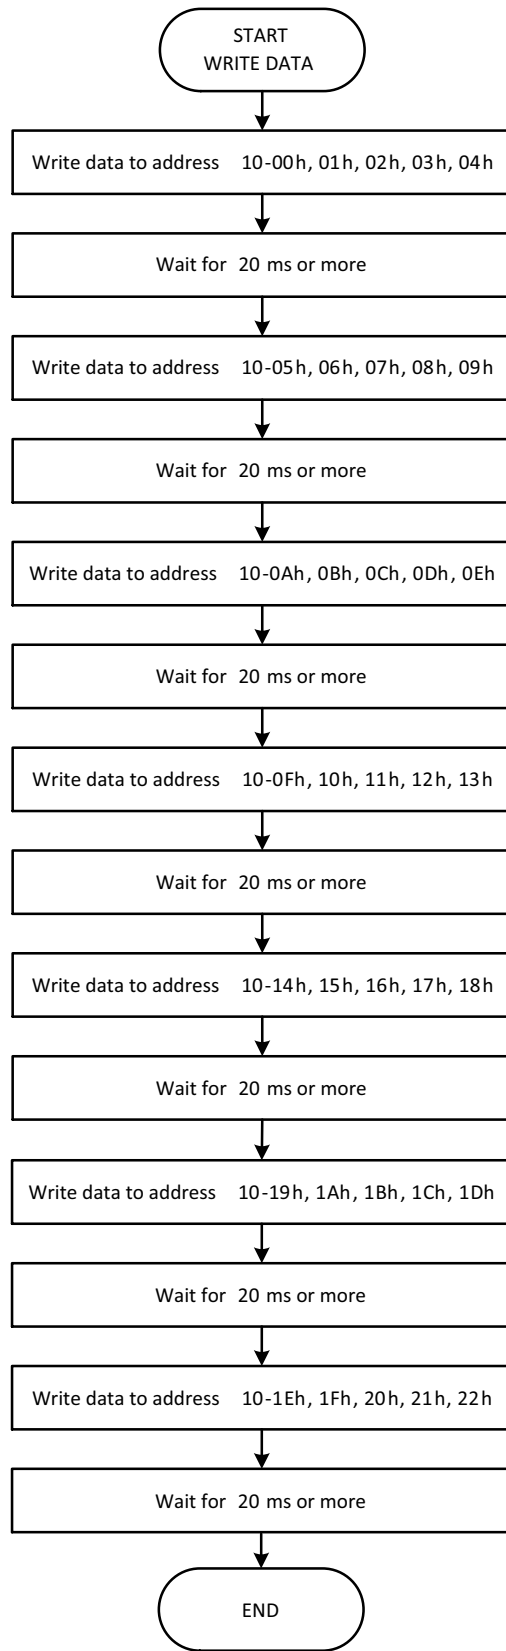 START
WRITE DATA
Write data to address 10-00h, 01h, 02h, 03h, 04h
Wait for 20 ms or more
Write data to address 10-05h, 06h, 07h, 08h, 09h
Wait for 20 ms or more
Write data to address 10-0Ah, 0Bh, 0Ch, 0Dh, 0Eh
Wait for 20 ms or more
Write data to address 10-0Fh, 10h, 11h, 12h, 13h
Wait for 20 ms or more
Write data to address 10-14h, 15h, 16h, 17h, 18h
Wait for 20 ms or more
Write data to address 10-19h, 1Ah, 1Bh, 1Ch, 1Dh
Wait for 20 ms or more
Write data to address 10-1Eh, 1Fh, 20h, 21h, 22h
Wait for 20 ms or more
END